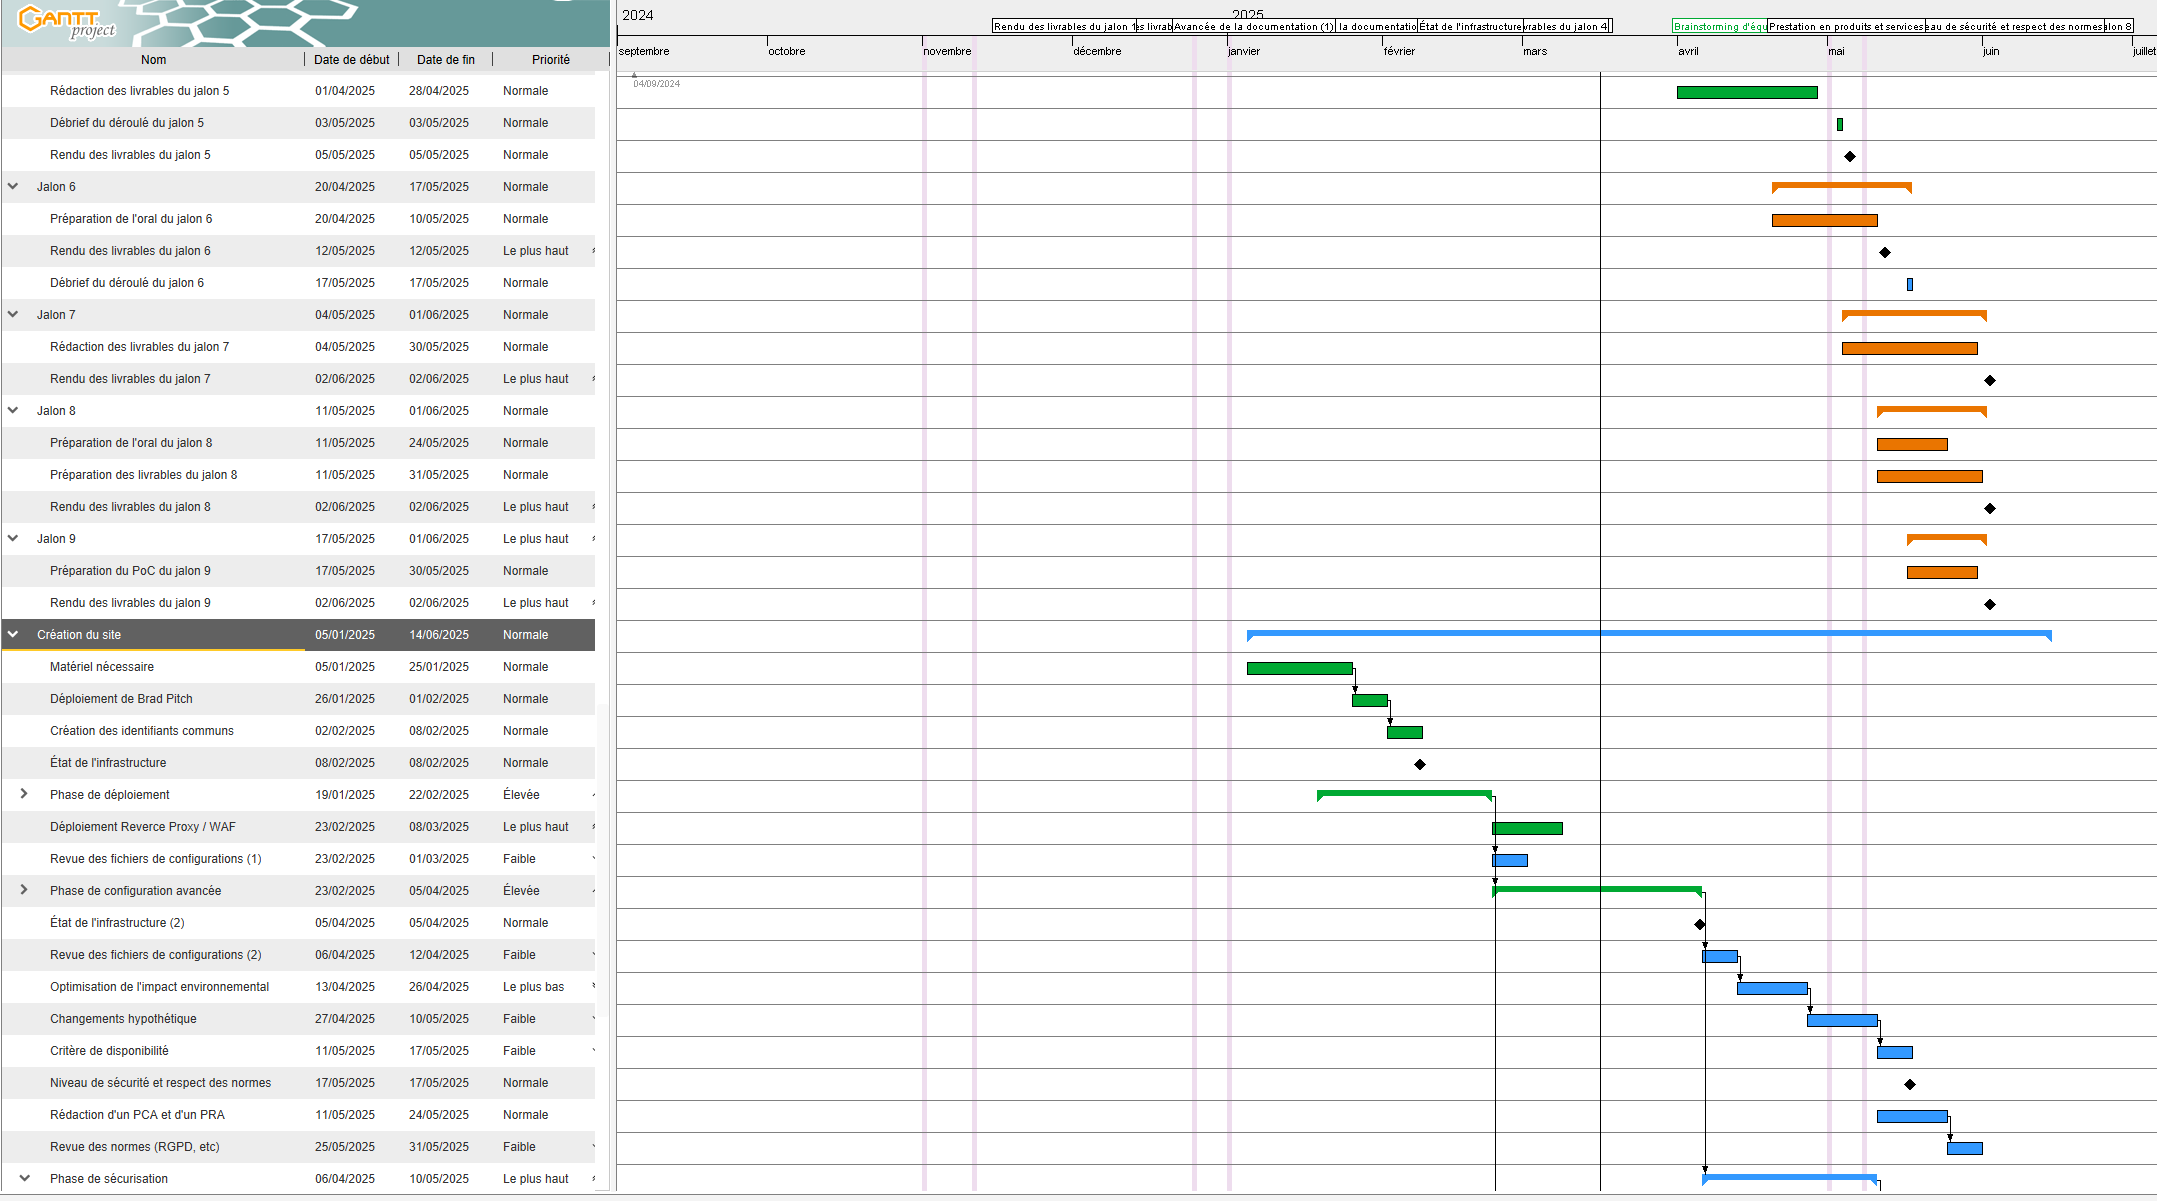 GANTT
project
2024
2025
Rendu des livrables du jalon 1
es livrab
Avancée de la documentation (1)
la documentatio
État de l'infrastructure
vrables du jalon 4
Brainstorming d'équ
Prestation en produits et services
au de sécurité et respect des normes
alon 8
septembre octobre novembre décembre janvier février mars avril mai juin juillet
Nom Date de début Date de fin Priorité
04/09/2024
Rédaction des livrables du jalon 5 01/04/2025 28/04/2025 Normale
Débrief du déroulé du jalon 5 03/05/2025 03/05/2025 Normale
Rendu des livrables du jalon 5 05/05/2025 05/05/2025 Normale
Jalon 6 20/04/2025 17/05/2025 Normale
Préparation de l'oral du jalon 6 20/04/2025 10/05/2025 Normale
Rendu des livrables du jalon 6 12/05/2025 12/05/2025 Le plus haut
Débrief du déroulé du jalon 6 17/05/2025 17/05/2025 Normale
Jalon 7 04/05/2025 01/06/2025 Normale
Rédaction des livrables du jalon 7 04/05/2025 30/05/2025 Normale
Rendu des livrables du jalon 7 02/06/2025 02/06/2025 Le plus haut
Jalon 8 11/05/2025 01/06/2025 Normale
Préparation de l'oral du jalon 8 11/05/2025 24/05/2025 Normale
Préparation des livrables du jalon 8 11/05/2025 31/05/2025 Normale
Rendu des livrables du jalon 8 02/06/2025 02/06/2025 Le plus haut
Jalon 9 17/05/2025 01/06/2025 Le plus haut
Préparation du PoC du jalon 9 17/05/2025 30/05/2025 Normale
Rendu des livrables du jalon 9 02/06/2025 02/06/2025 Le plus haut
Création du site 05/01/2025 14/06/2025 Normale
Matériel nécessaire 05/01/2025 25/01/2025 Normale
Déploiement de Brad Pitch 26/01/2025 01/02/2025 Normale
Création des identifiants communs 02/02/2025 08/02/2025 Normale
État de l'infrastructure 08/02/2025 08/02/2025 Normale
Phase de déploiement 19/01/2025 22/02/2025 Élevée
Déploiement Reverce Proxy / WAF 23/02/2025 08/03/2025 Le plus haut
Revue des fichiers de configurations (1) 23/02/2025 01/03/2025 Faible
Phase de configuration avancée 23/02/2025 05/04/2025 Élevée
État de l'infrastructure (2) 05/04/2025 05/04/2025 Normale
Revue des fichiers de configurations (2) 06/04/2025 12/04/2025 Faible
Optimisation de l'impact environnemental 13/04/2025 26/04/2025 Le plus bas
Changements hypothétique 27/04/2025 10/05/2025 Faible
Critère de disponibilité 11/05/2025 17/05/2025 Faible
Niveau de sécurité et respect des normes 17/05/2025 17/05/2025 Normale
Rédaction d'un PCA et d'un PRA 11/05/2025 24/05/2025 Normale
Revue des normes (RGPD, etc) 25/05/2025 31/05/2025 Faible
Phase de sécurisation 06/04/2025 10/05/2025 Le plus haut